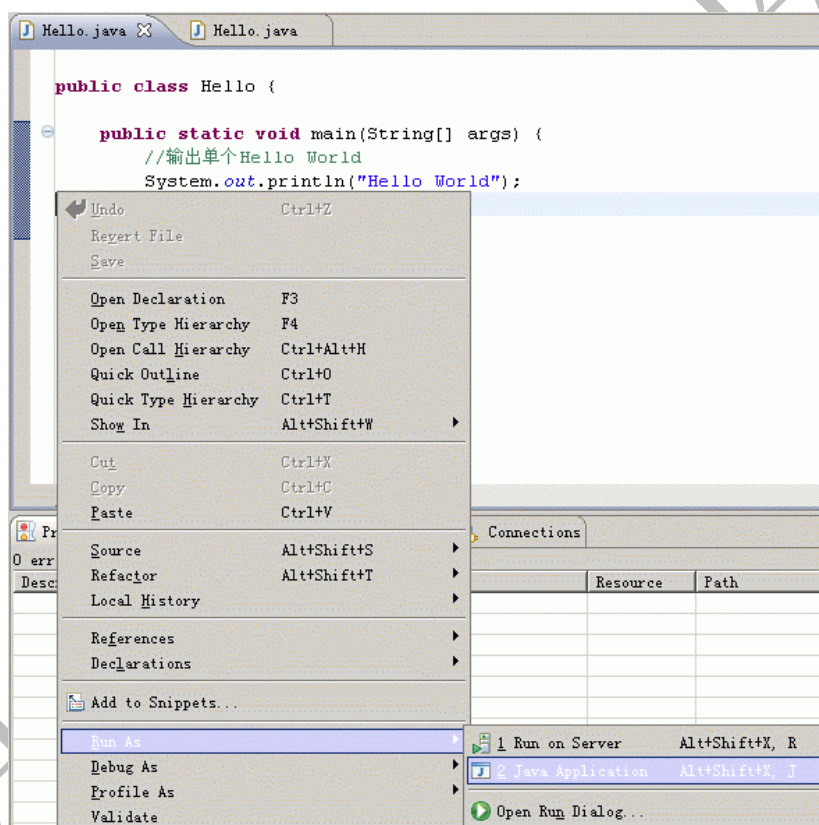 Hello.java Hello.java
public class Hello {
public static void main(String[] args) {
//输出单个Hello World
System.out.println("Hello World");
Undo Ctrl+Z
Revert File
Save
Open Declaration F3
Open Type Hierarchy F4
Open Call Hierarchy Ctrl+Alt+H
Quick Outline Ctrl+O
Quick Type Hierarchy Ctrl+T
Show In Alt+Shift+W
Cut Ctrl+X
Copy Ctrl+C
Paste Ctrl+V
Connections
Source Alt+Shift+S
0 err
Refactor Alt+Shift+T
Resource Path
Local History
References
Declarations
Add to Snippets...
Run As
1 Run on Server Alt+Shift+X, R
Debug As
2 Java Application Alt+Shift+X, J
Profile As
Validate
Open Run Dialog...